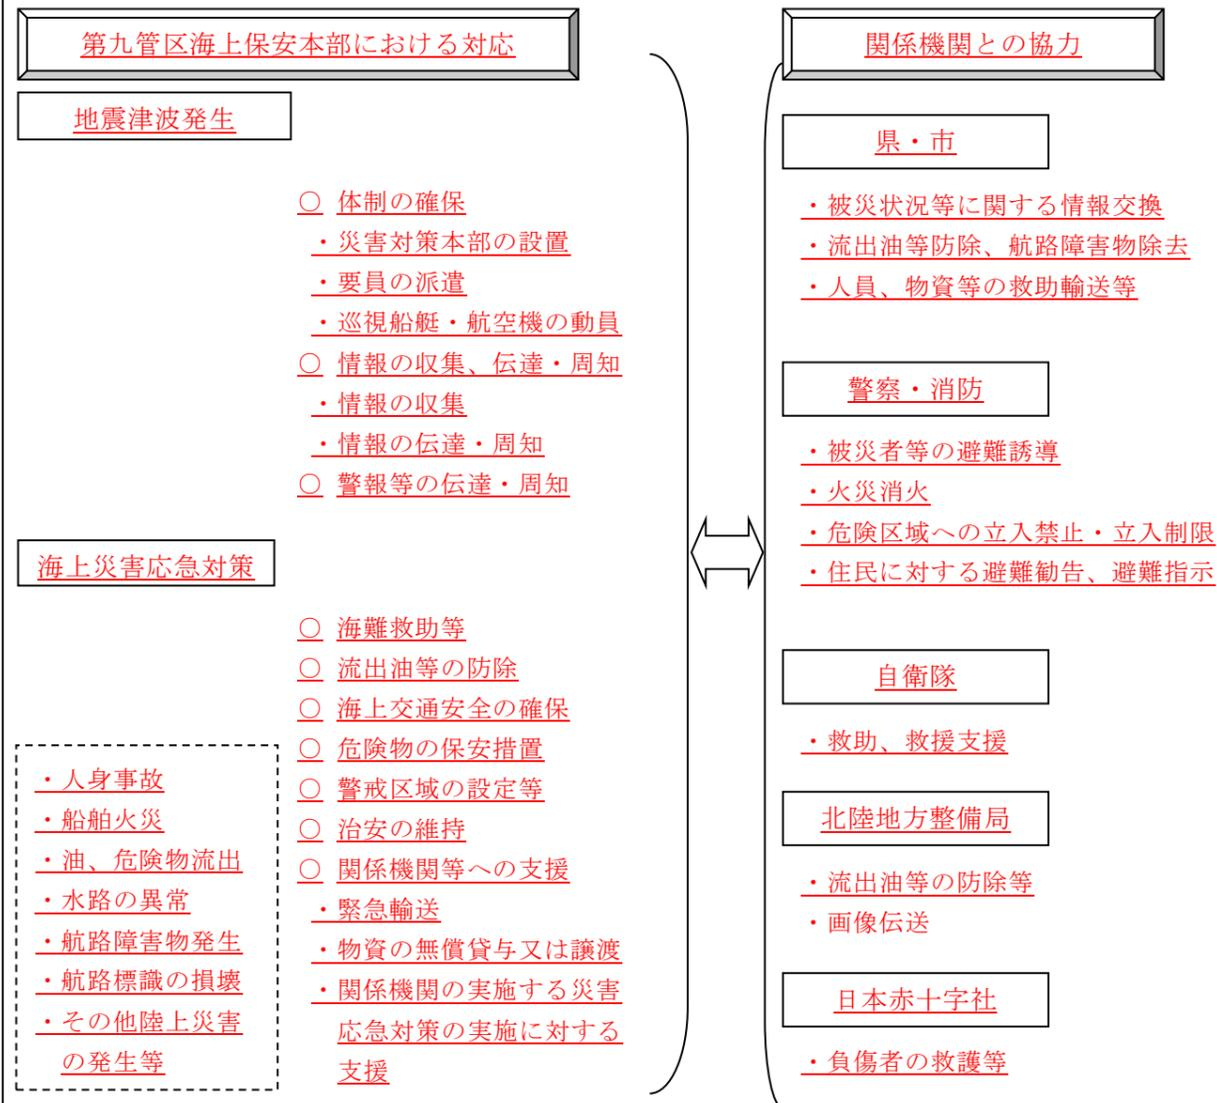 第九管区海上保安本部における対応
地震津波発生
○ 体制の確保
・災害対策本部の設置
・要員の派遣
・巡視船艇・航空機の動員
○ 情報の収集、伝達・周知
・情報の収集
・情報の伝達・周知
○ 警報等の伝達・周知
海上災害応急対策
○ 海難救助等
○ 流出油等の防除
○ 海上交通安全の確保
○ 危険物の保安措置
○ 警戒区域の設定等
○ 治安の維持
○ 関係機関等への支援
・緊急輸送
・物資の無償貸与又は譲渡
・関係機関の実施する災害
応急対策の実施に対する
支援
・人身事故
・船舶火災
・油、危険物流出
・水路の異常
・航路障害物発生
・航路標識の損壊
・その他陸上災害
の発生等
関係機関との協力
県・市
・被災状況等に関する情報交換
・流出油等防除、航路障害物除去
・人員、物資等の救助輸送等
警察・消防
・被災者等の避難誘導
・火災消火
・危険区域への立入禁止・立入制限
・住民に対する避難勧告、避難指示
自衛隊
・救助、救援支援
北陸地方整備局
・流出油等の防除等
・画像伝送
日本赤十字社
・負傷者の救護等